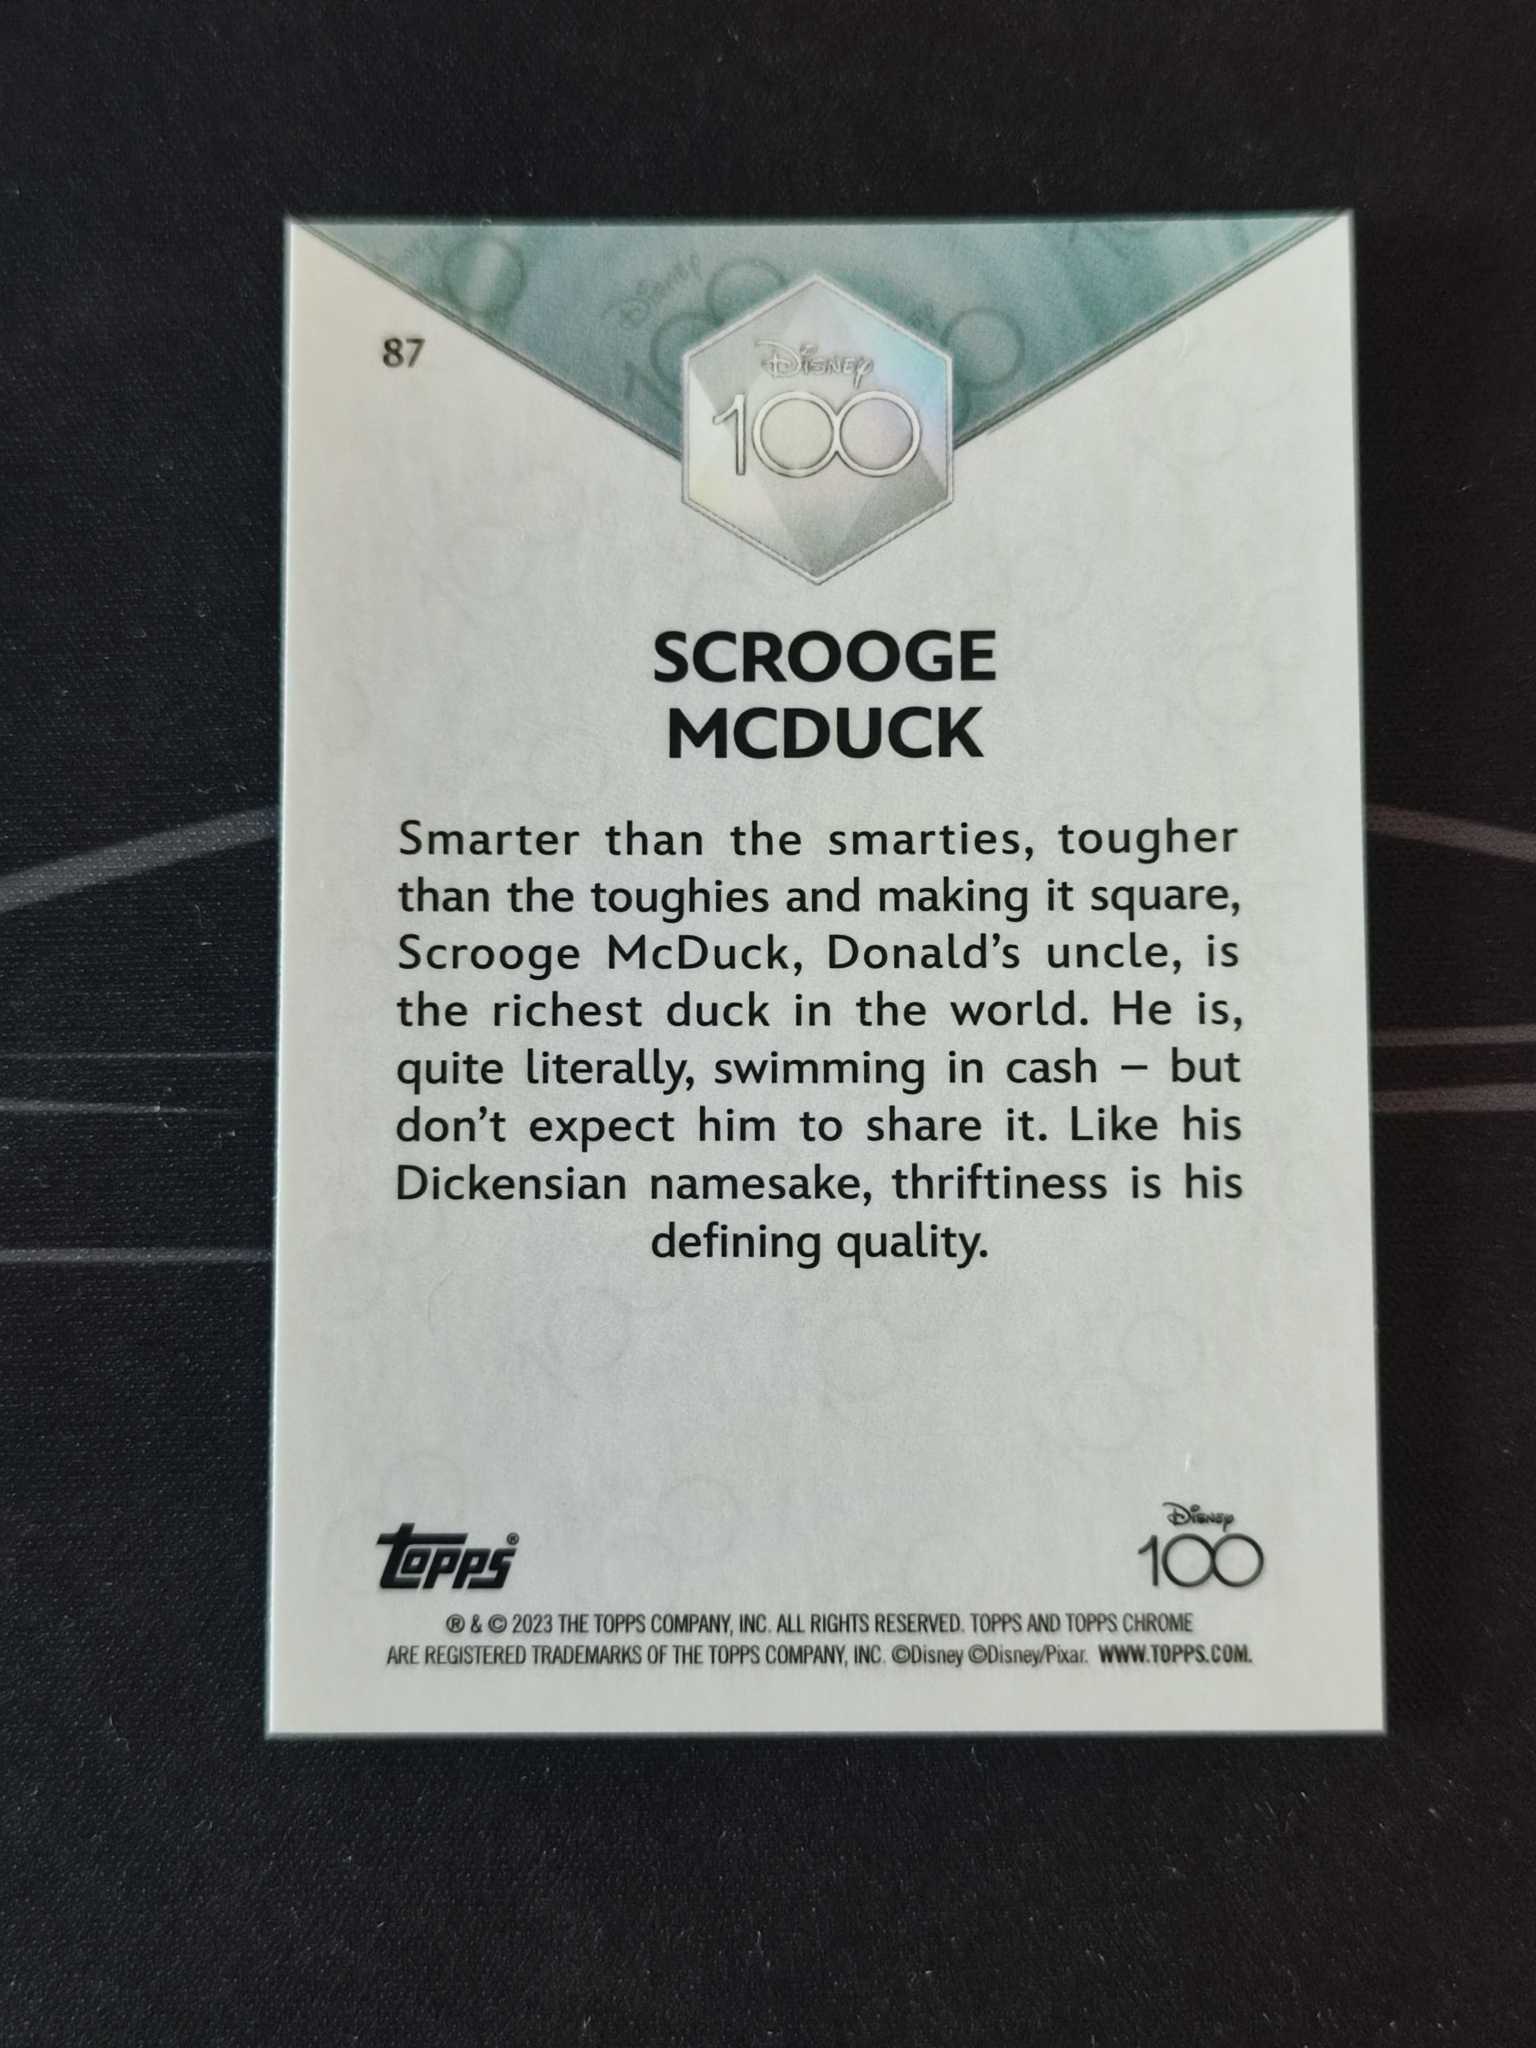 87
Disney
100
SCROOGE
MCDUCK
Smarter than the smarties, tougher
than the toughies and making it square,
Scrooge McDuck, Donald’s uncle, is
the richest duck in the world. He is,
quite literally, swimming in cash – but
don’t expect him to share it. Like his
Dickensian namesake, thriftiness is his
defining quality.
Topps®
Disney
100
® & © 2023 THE TOPPS COMPANY, INC. ALL RIGHTS RESERVED. TOPPS AND TOPPS CHROME
ARE REGISTERED TRADEMARKS OF THE TOPPS COMPANY, INC. ©Disney ©Disney/Pixar. WWW.TOPPS.COM.